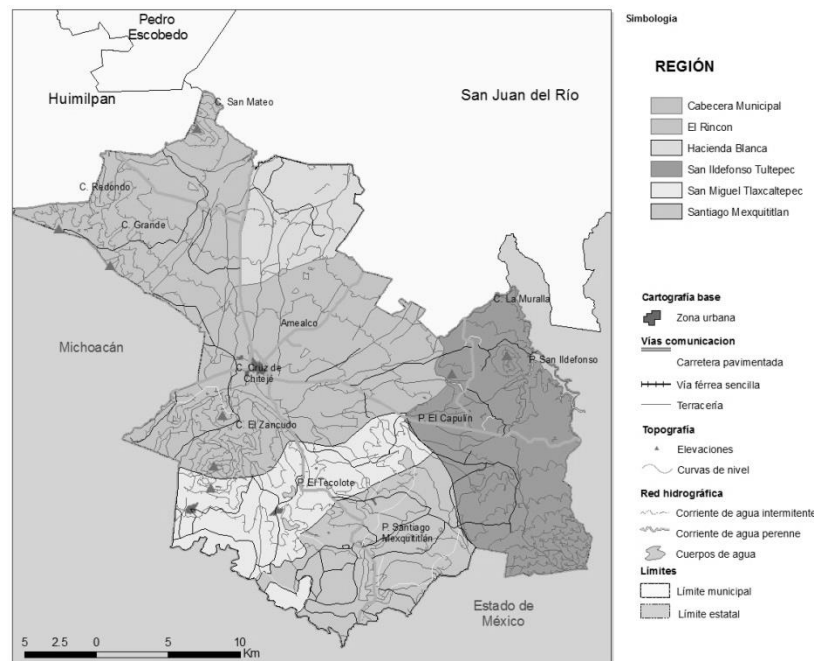 Pedro
Escobedo
Huimilpan
C. San Mateo
San Juan del Río
C. Redondo
C. Grande
Michoacán
Amealco
C. La Muralla
P. San Ildefonso
C. Cruz de
Chitejé
C. El Zancudo
P. El Capulín
P. El Tecolote
P. Santiago
Mexquititlán
Estado de
México
5 2.5 0 5 10
Km
Simbología
REGIÓN
Cabecera Municipal
El Rincon
Hacienda Blanca
San Ildefonso Tultepec
San Miguel Tlaxcaltepec
Santiago Mexquititlan
Cartografía base
Zona urbana
Vías comunicacion
Carretera pavimentada
Vía férrea sencilla
Terracería
Topografía
Elevaciones
Curvas de nivel
Red hidrográfica
Corriente de agua intermitente
Corriente de agua perenne
Cuerpos de agua
Límites
Límite municipal
Límite estatal